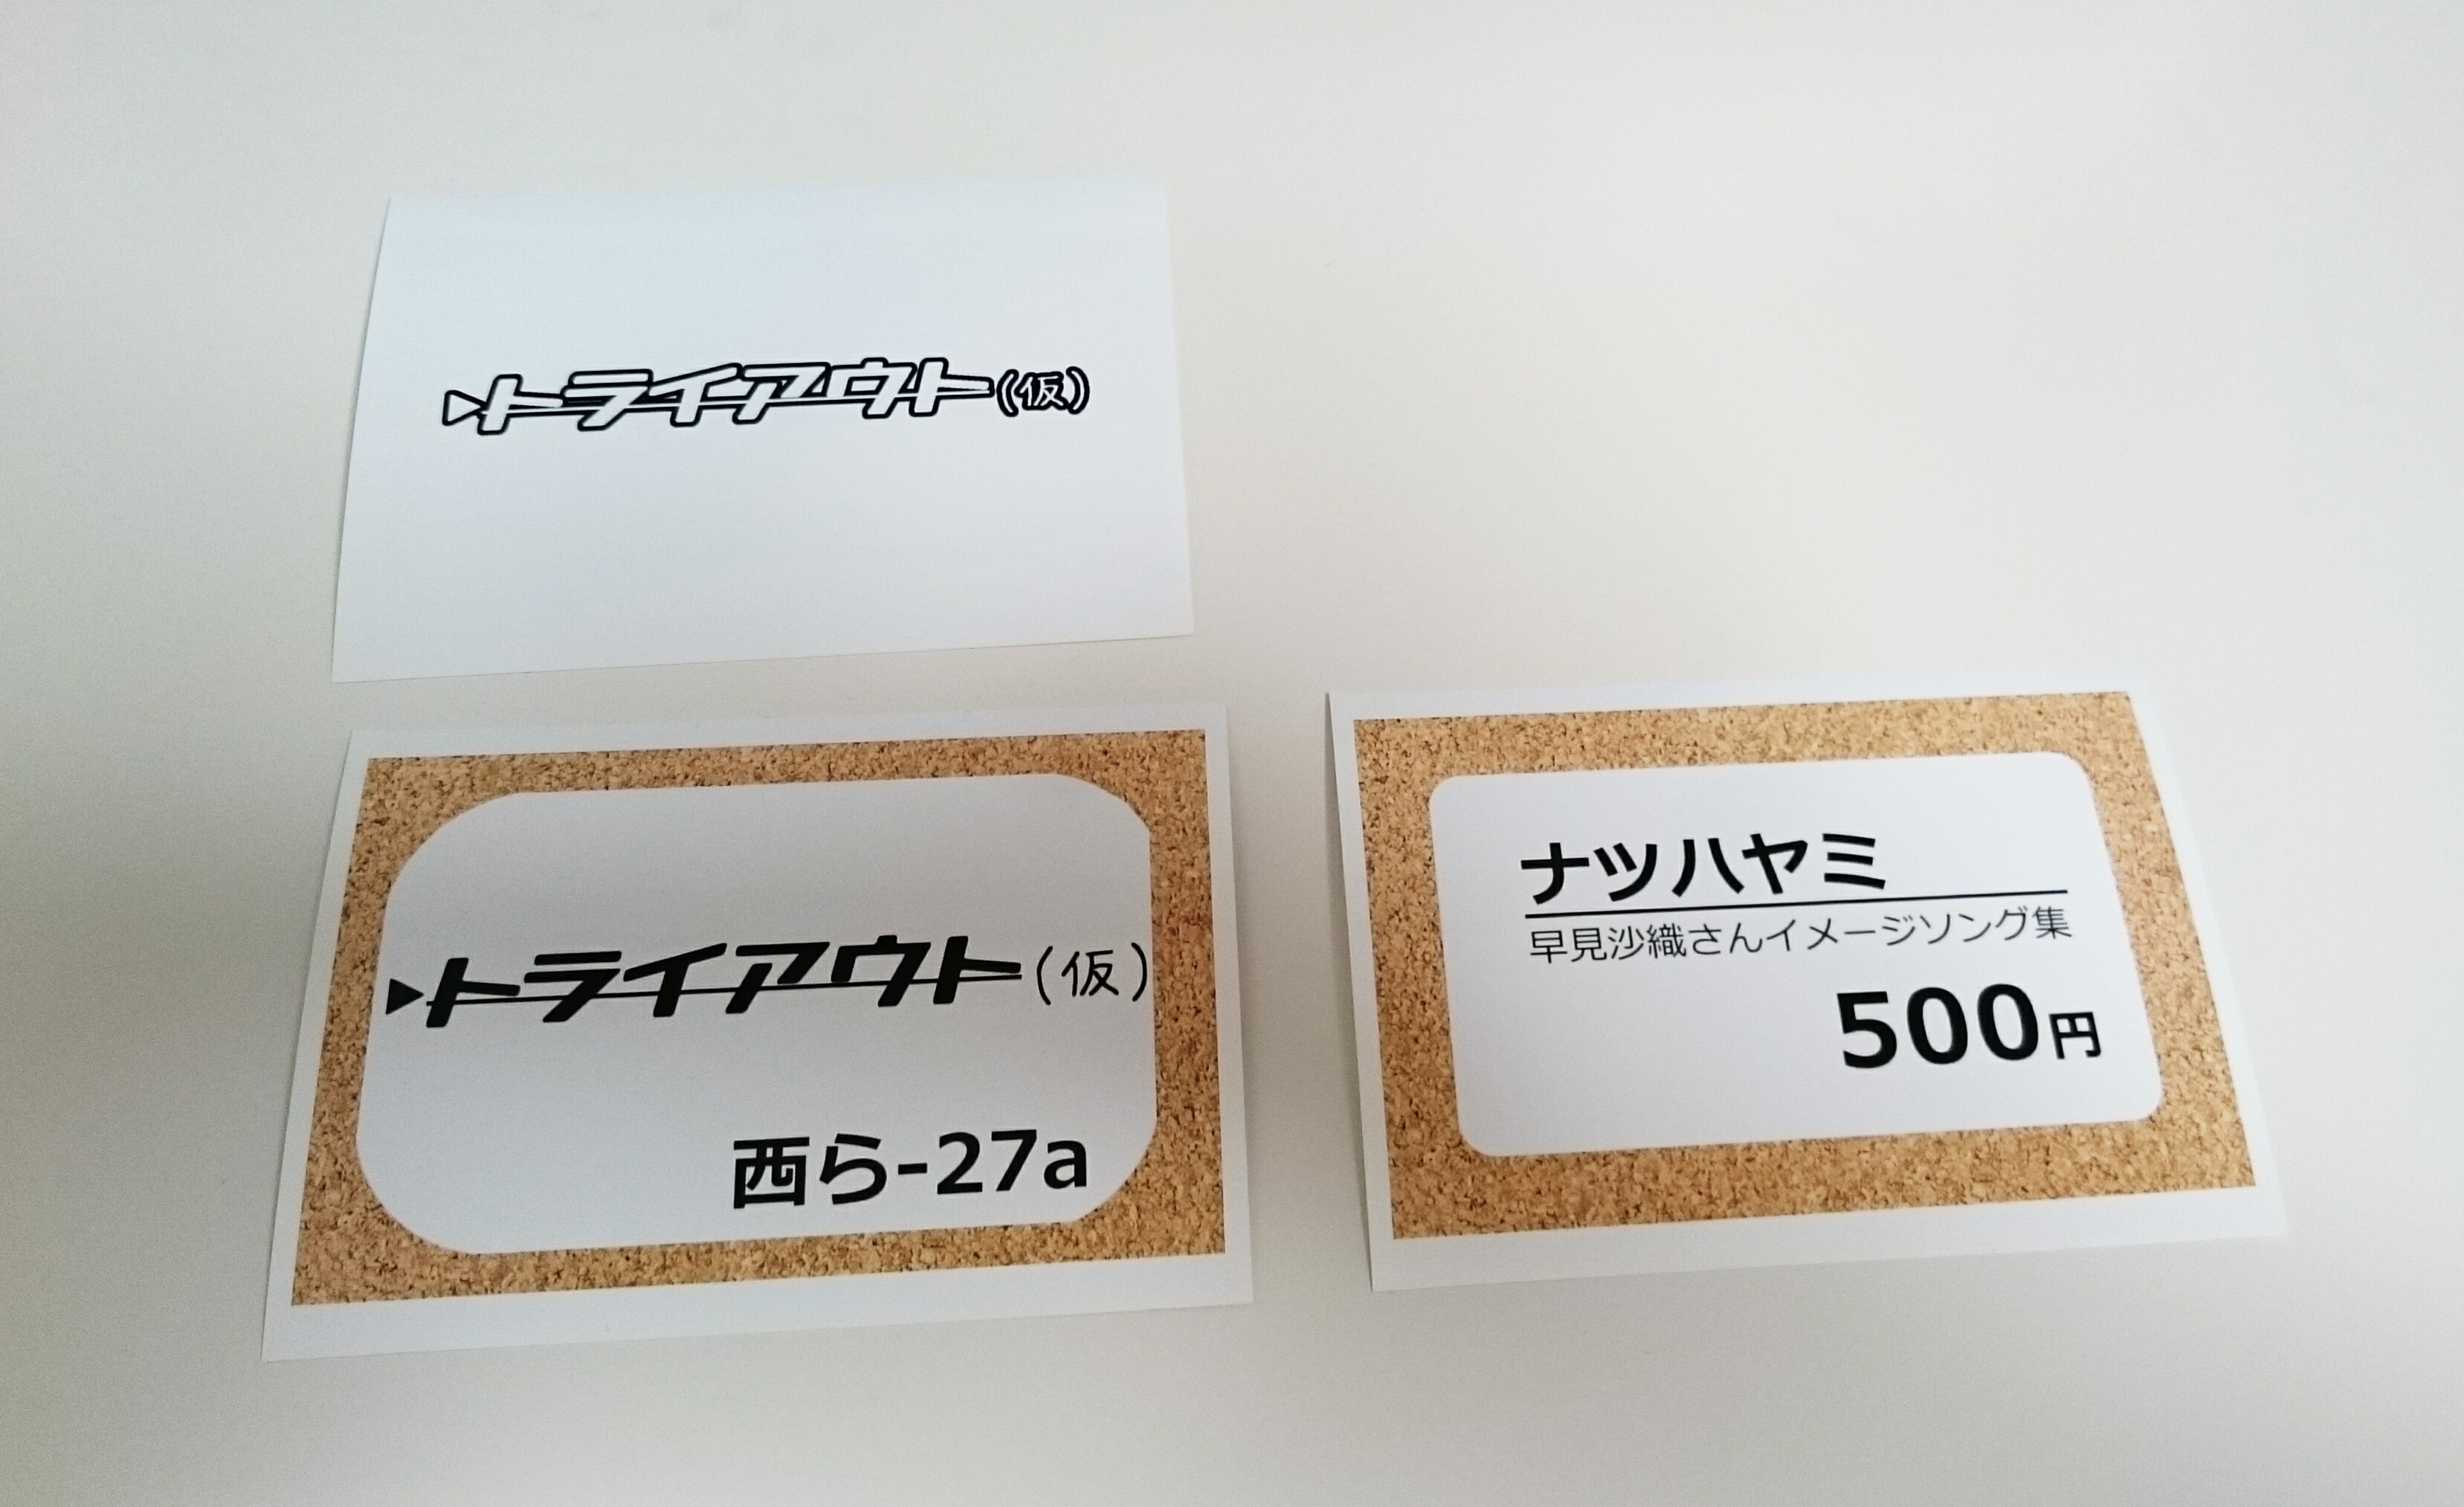 トライアウト(仮)
トライアウト(仮)
西ら-27a
ナツハヤミ
早見沙織さんイメージソング集
500円